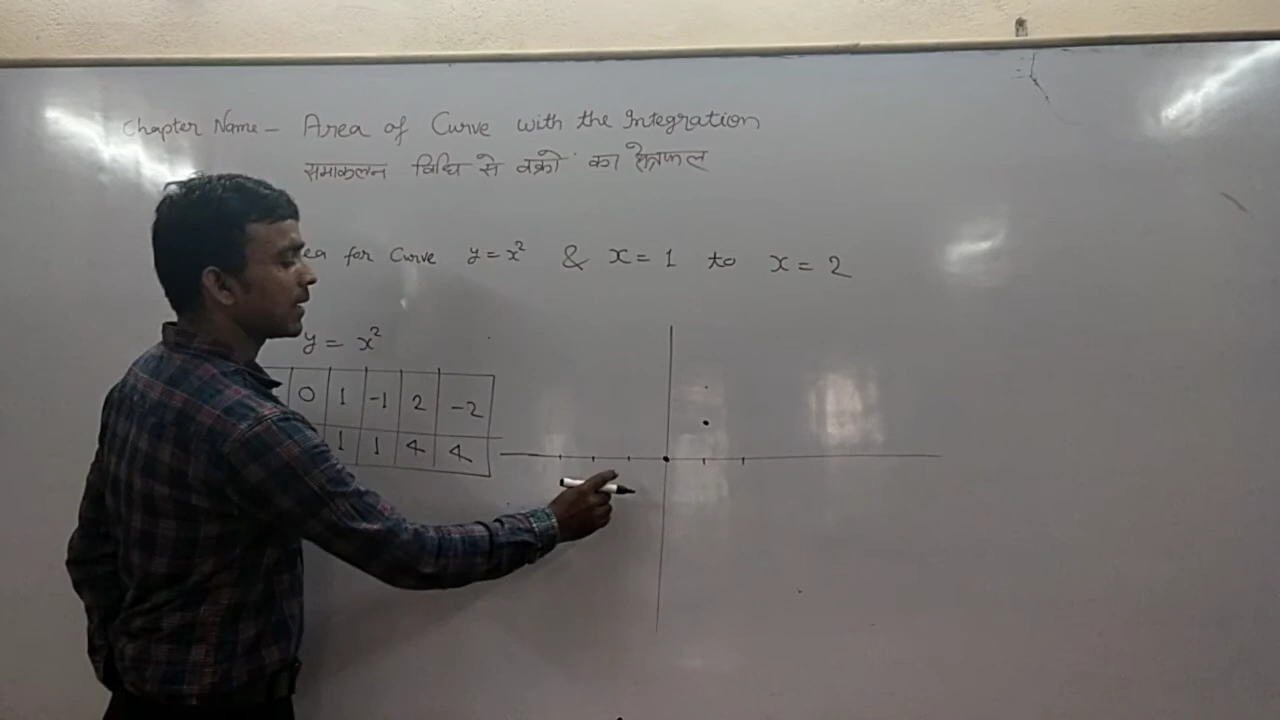 Chapter Name - Area of Curve with the Integration
समाकलन विधि से वक्रो का क्षेत्रफल
for Curve y = x² & x = 1 to x = 2
y = x²
0 1 -1 2 -2
1 1 4 4